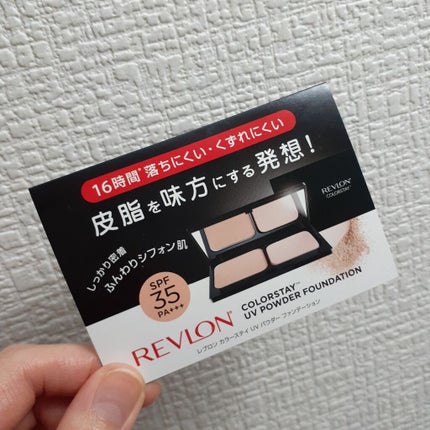 16時間*落ちにくい・くずれにくい
皮脂を味方にする発想!
しっかり密着
ふんわりシフォン肌
REVLON
COLORSTAY
SPF
35
PA+++
REVLON
COLORSTAY™
UV POWDER FOUNDATION
レブロン カラーステイ UV パウダー ファンデーション